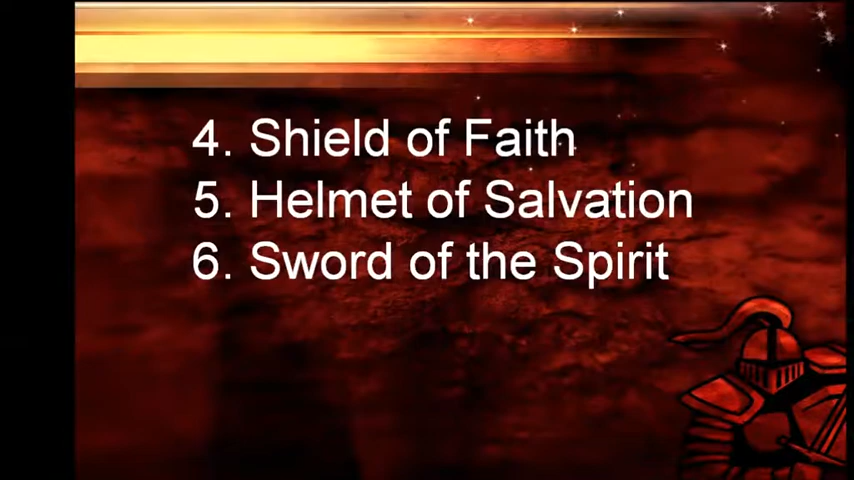 4. Shield of Faith
5. Helmet of Salvation
6. Sword of the Spirit